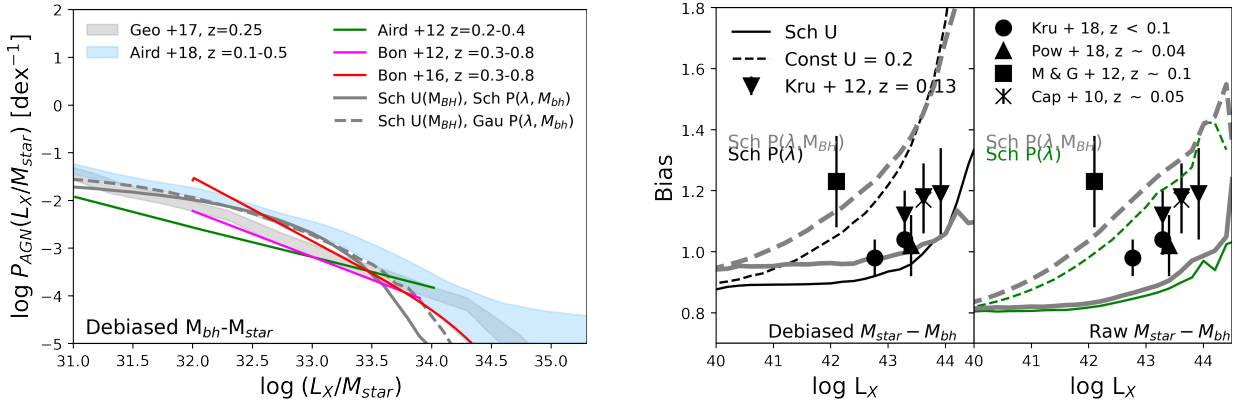 log P_AGN(L_X/M_star) [dex⁻¹]
2
1
0
−1
−2
−3
−4
−5
Geo +17, z=0.25
Aird +18, z =0.1-0.5
Aird +12 z=0.2-0.4
Bon +12, z =0.3-0.8
Bon +16, z =0.3-0.8
Sch U(M_BH), Sch P(λ, M_bh)
Sch U(M_BH), Gau P(λ, M_bh)
Debiased M_bh-M_star
31.0 31.5 32.0 32.5 33.0 33.5 34.0 34.5 35.0
log (L_X/M_star)
Bias
1.8
1.6
1.4
1.2
1.0
0.8
Sch U
Const U = 0.2
Kru + 12, z = 0.13
Sch P(λ,M_BH)
Sch P(λ)
Debiased M_star − M_bh
40 41 42 43 44
log L_X
Kru + 18, z < 0.1
Pow + 18, z ~ 0.04
M & G + 12, z ~ 0.1
Cap + 10, z ~ 0.05
Sch P(λ,M_BH)
Sch P(λ)
Raw M_star − M_bh
40 41 42 43 44
log L_X